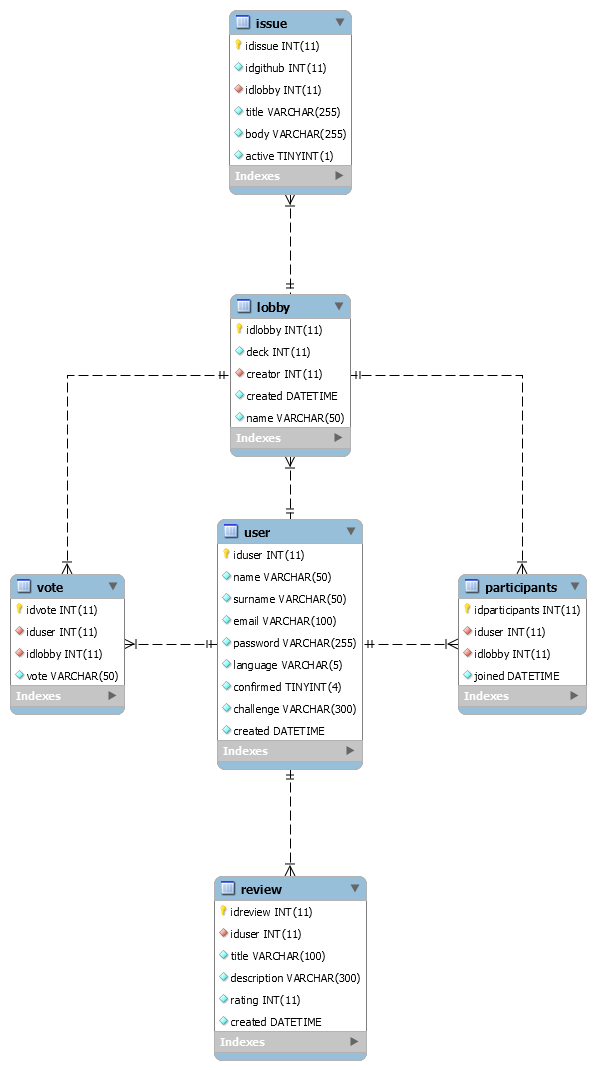 issue
idissue INT(11)
idgithub INT(11)
idlobby INT(11)
title VARCHAR(255)
body VARCHAR(255)
active TINYINT(1)
Indexes
lobby
idlobby INT(11)
deck INT(11)
creator INT(11)
created DATETIME
name VARCHAR(50)
Indexes
user
iduser INT(11)
name VARCHAR(50)
surname VARCHAR(50)
email VARCHAR(100)
password VARCHAR(255)
language VARCHAR(5)
confirmed TINYINT(4)
challenge VARCHAR(300)
created DATETIME
Indexes
vote
idvote INT(11)
iduser INT(11)
idlobby INT(11)
vote VARCHAR(50)
Indexes
participants
idparticipants INT(11)
iduser INT(11)
idlobby INT(11)
joined DATETIME
Indexes
review
idreview INT(11)
iduser INT(11)
title VARCHAR(100)
description VARCHAR(300)
rating INT(11)
created DATETIME
Indexes